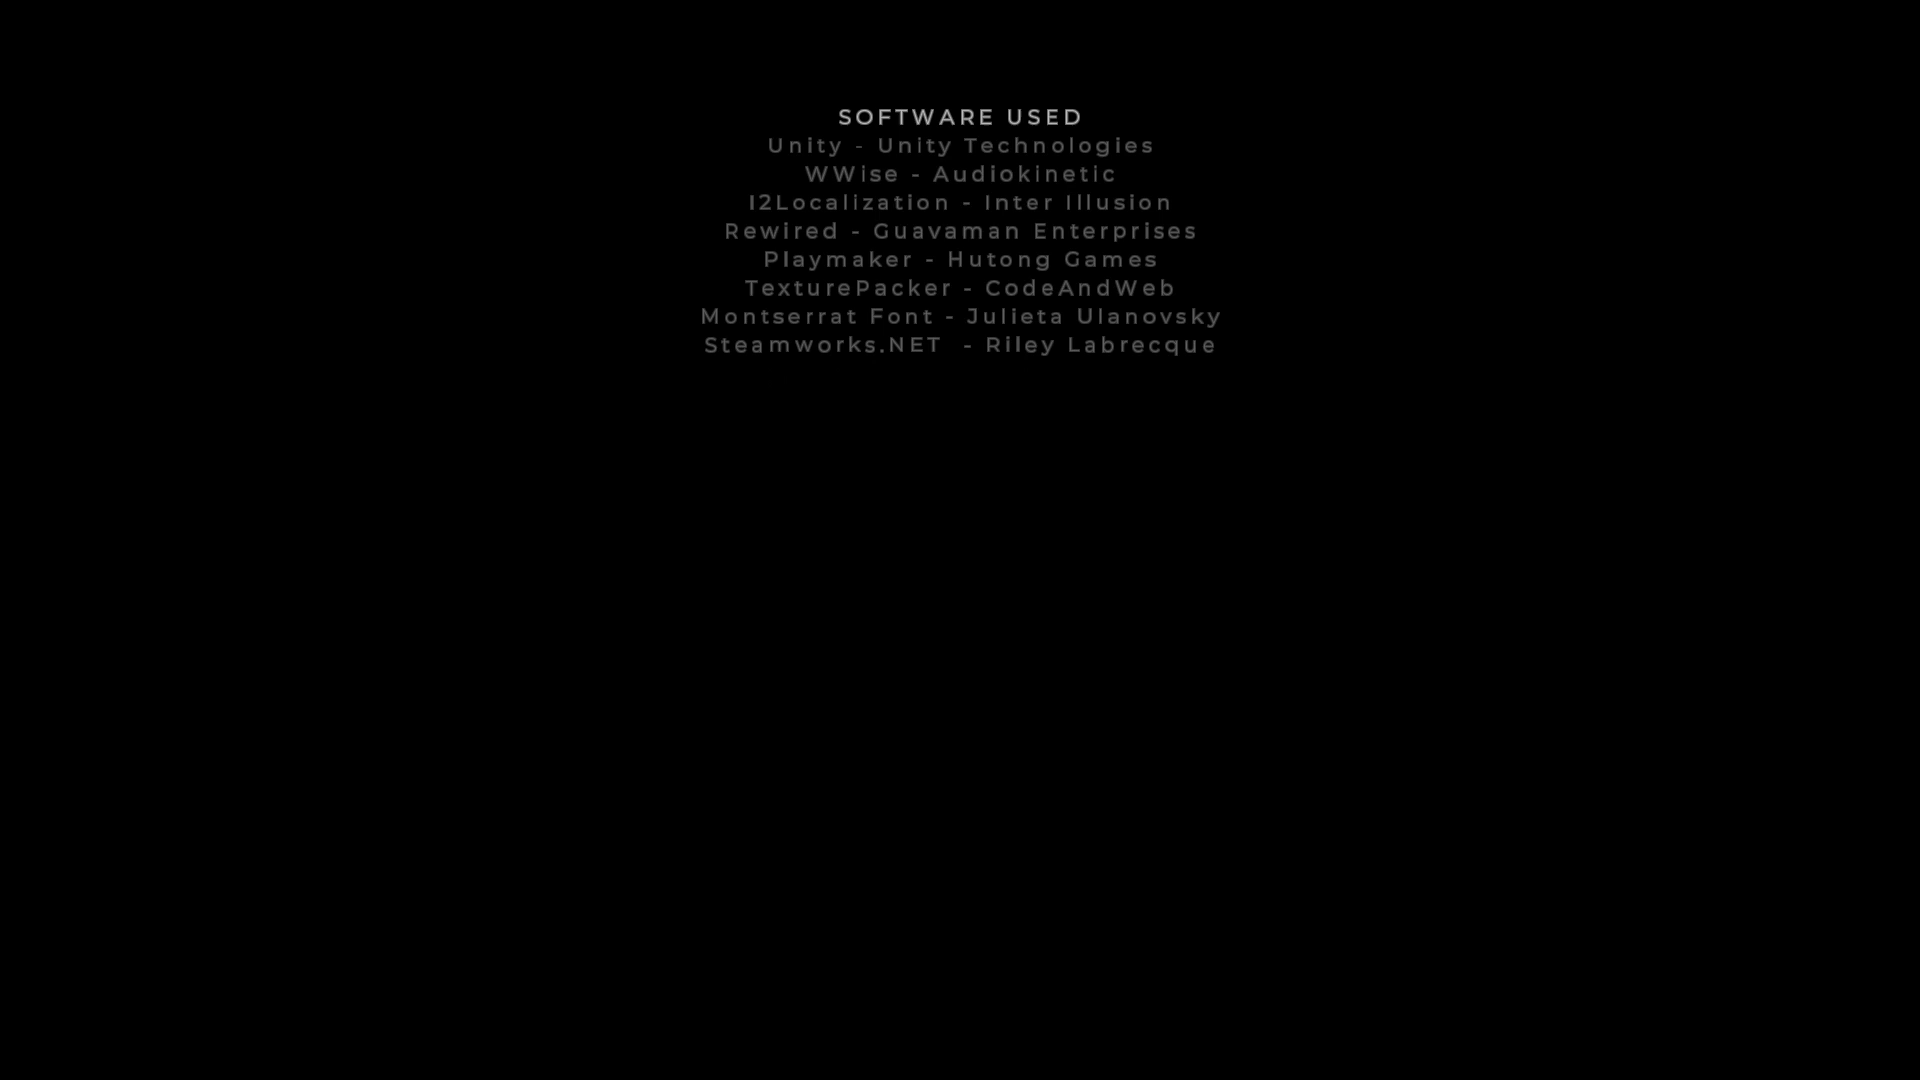 SOFTWARE USED
Unity - Unity Technologies
WWise - Audiokinetic
I2Localization - Inter Illusion
Rewired - Guavaman Enterprises
Playmaker - Hutong Games
TexturePacker - CodeAndWeb
Montserrat Font - Julieta Ulanovsky
Steamworks.NET  - Riley Labrecque